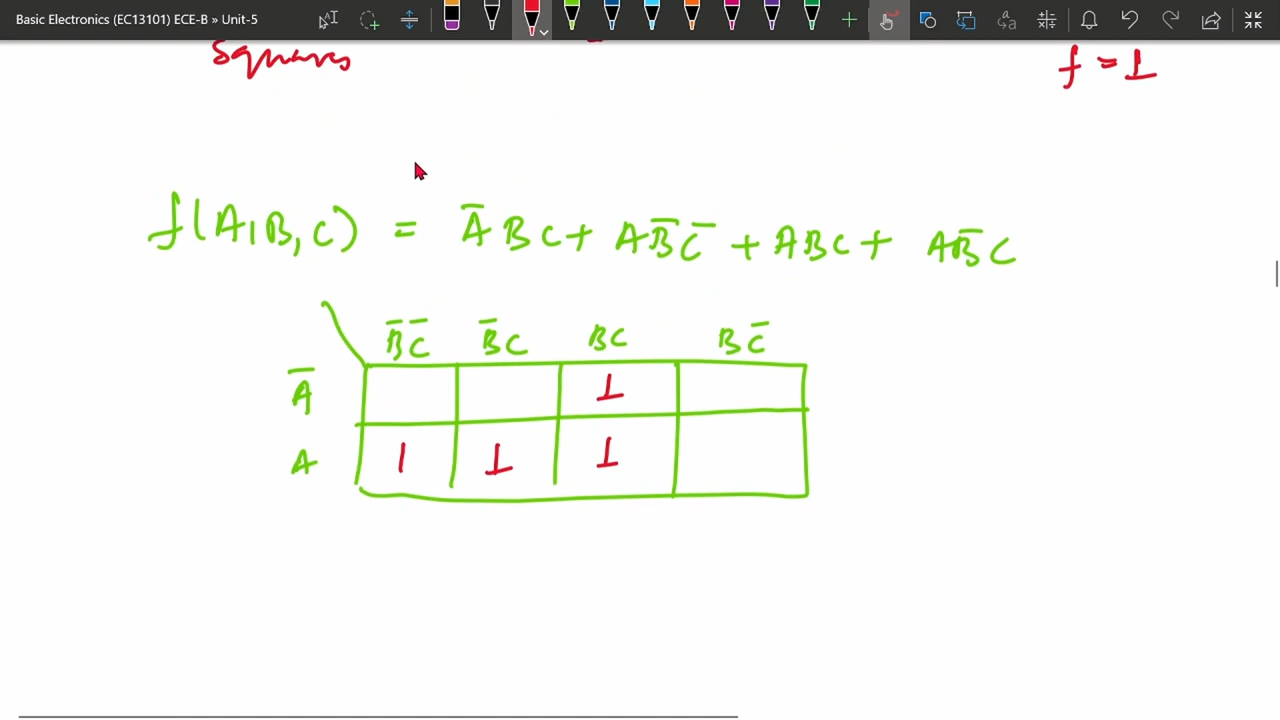 Basic Electronics (EC13101) ECE-B » Unit-5
Squares
f = 1
f(A,B,C) = A̅BC + AB̅C̅ + ABC + AB̅C
B̅C̅ B̅C BC BC̅
A̅ 1
A 1 1 1